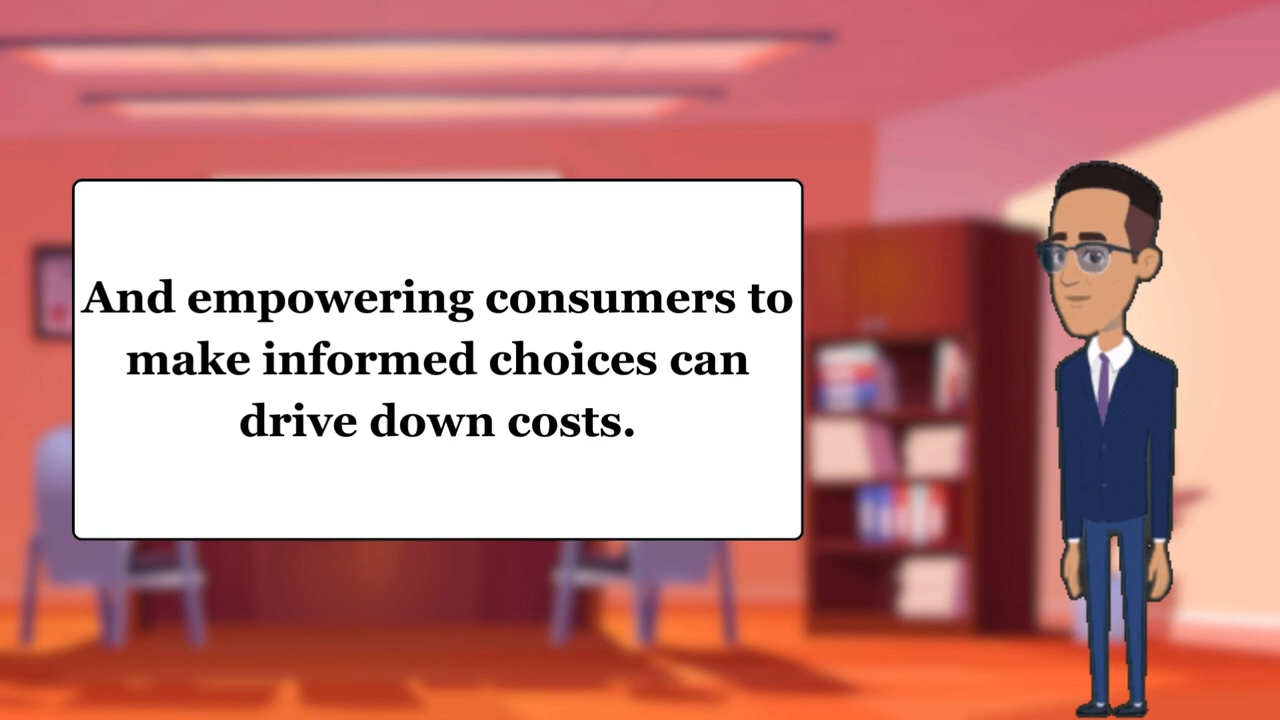 And empowering consumers to
make informed choices can
drive down costs.